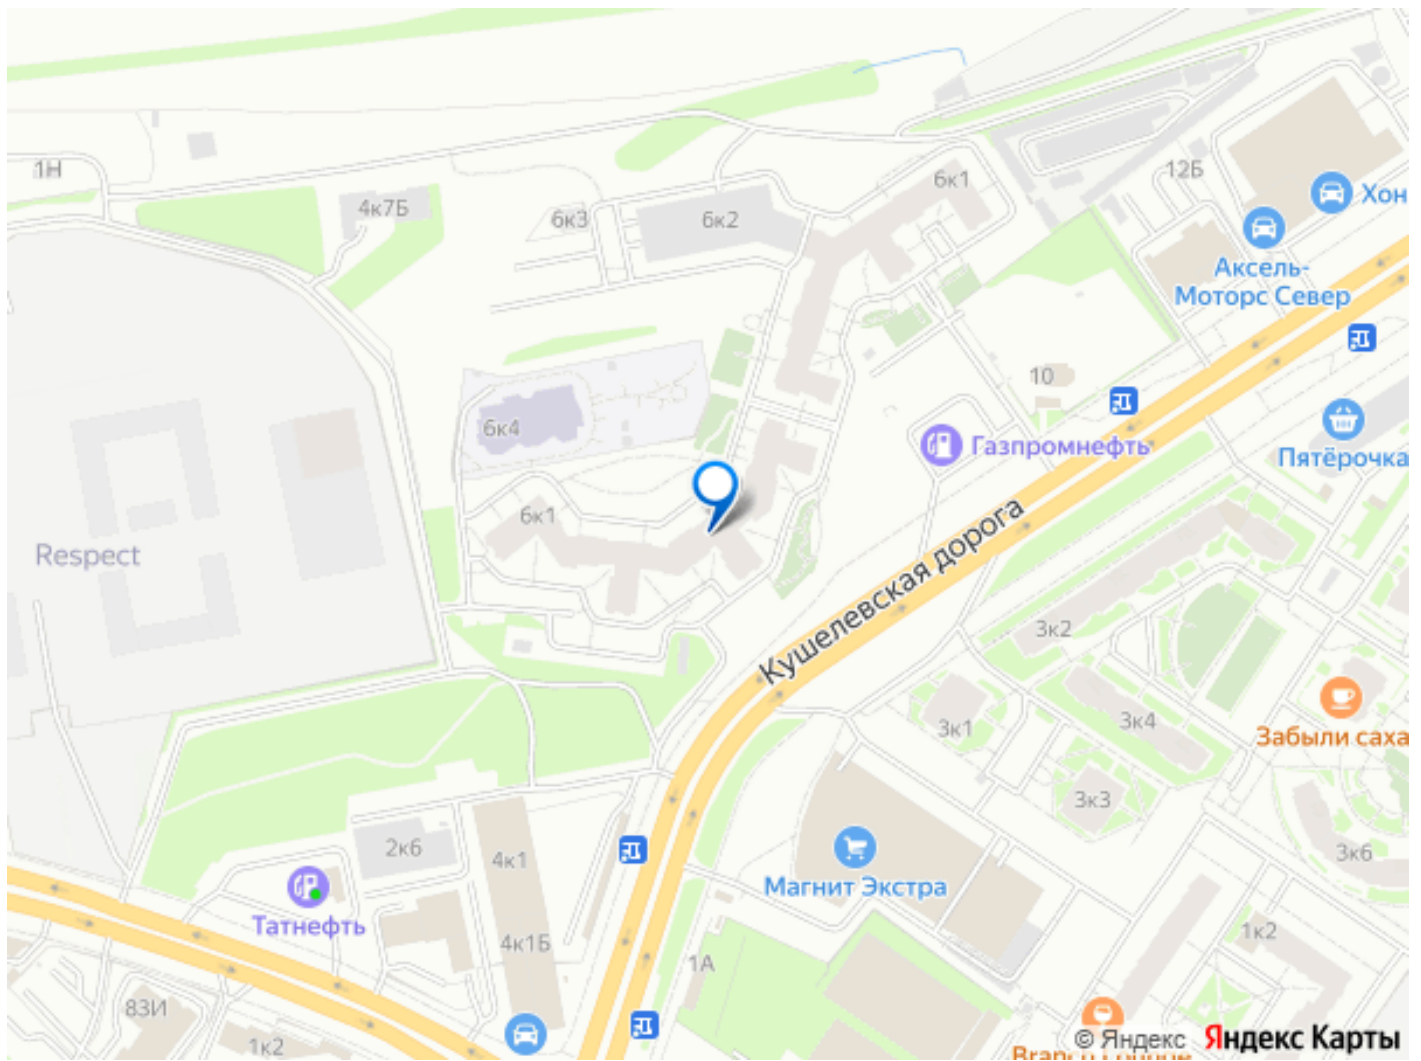 1Н
4к7Б
6к3
6к2
6к1
12Б
Хон
Аксель-
Моторс Север
10
Газпромнефть
Пятёрочка
6к4
6к1
Respect
Кушелевская дорога
3к2
3к1
3к4
Забыли саха
3к3
3к6
2к6
4к1
Магнит Экстра
Татнефть
4к1Б
1А
1к2
83И
1к2
© Яндекс Яндекс Карты